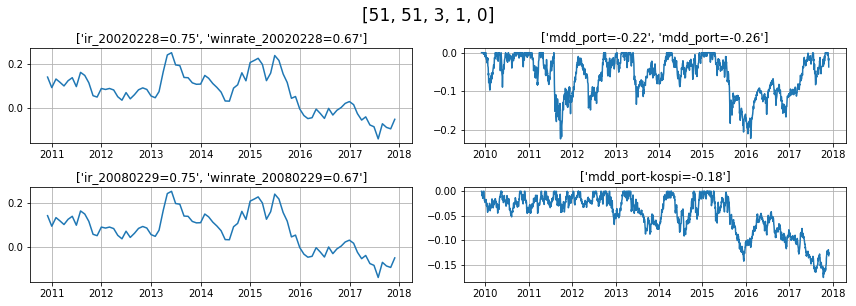 [51, 51, 3, 1, 0]
['ir_20020228=0.75', 'winrate_20020228=0.67']
0.2
0.0
2011 2012 2013 2014 2015 2016 2017 2018
['mdd_port=-0.22', 'mdd_port=-0.26']
0.0
−0.1
−0.2
2010 2011 2012 2013 2014 2015 2016 2017 2018
['ir_20080229=0.75', 'winrate_20080229=0.67']
0.2
0.0
2011 2012 2013 2014 2015 2016 2017 2018
['mdd_port-kospi=-0.18']
0.00
−0.05
−0.10
−0.15
2010 2011 2012 2013 2014 2015 2016 2017 2018